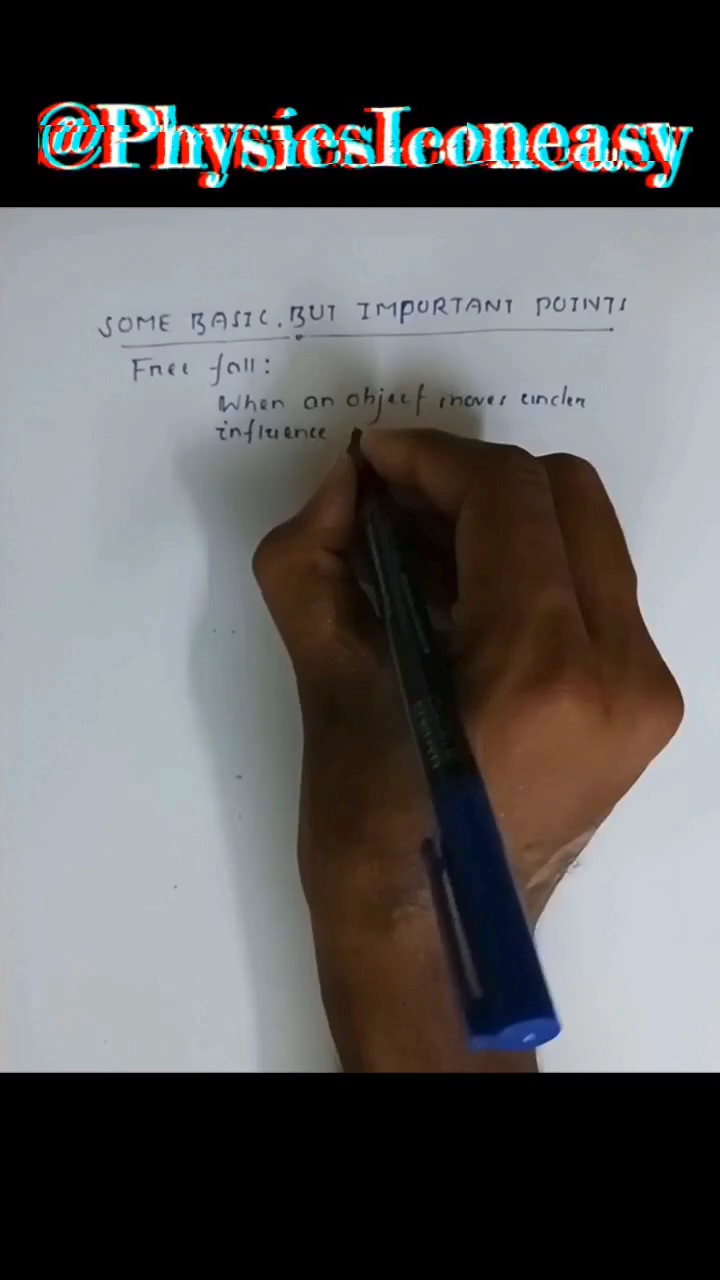 @PhysicsIconeasy
SOME BASIC, BUT IMPORTANT POINTS
Free fall:
When an object moves under
influence